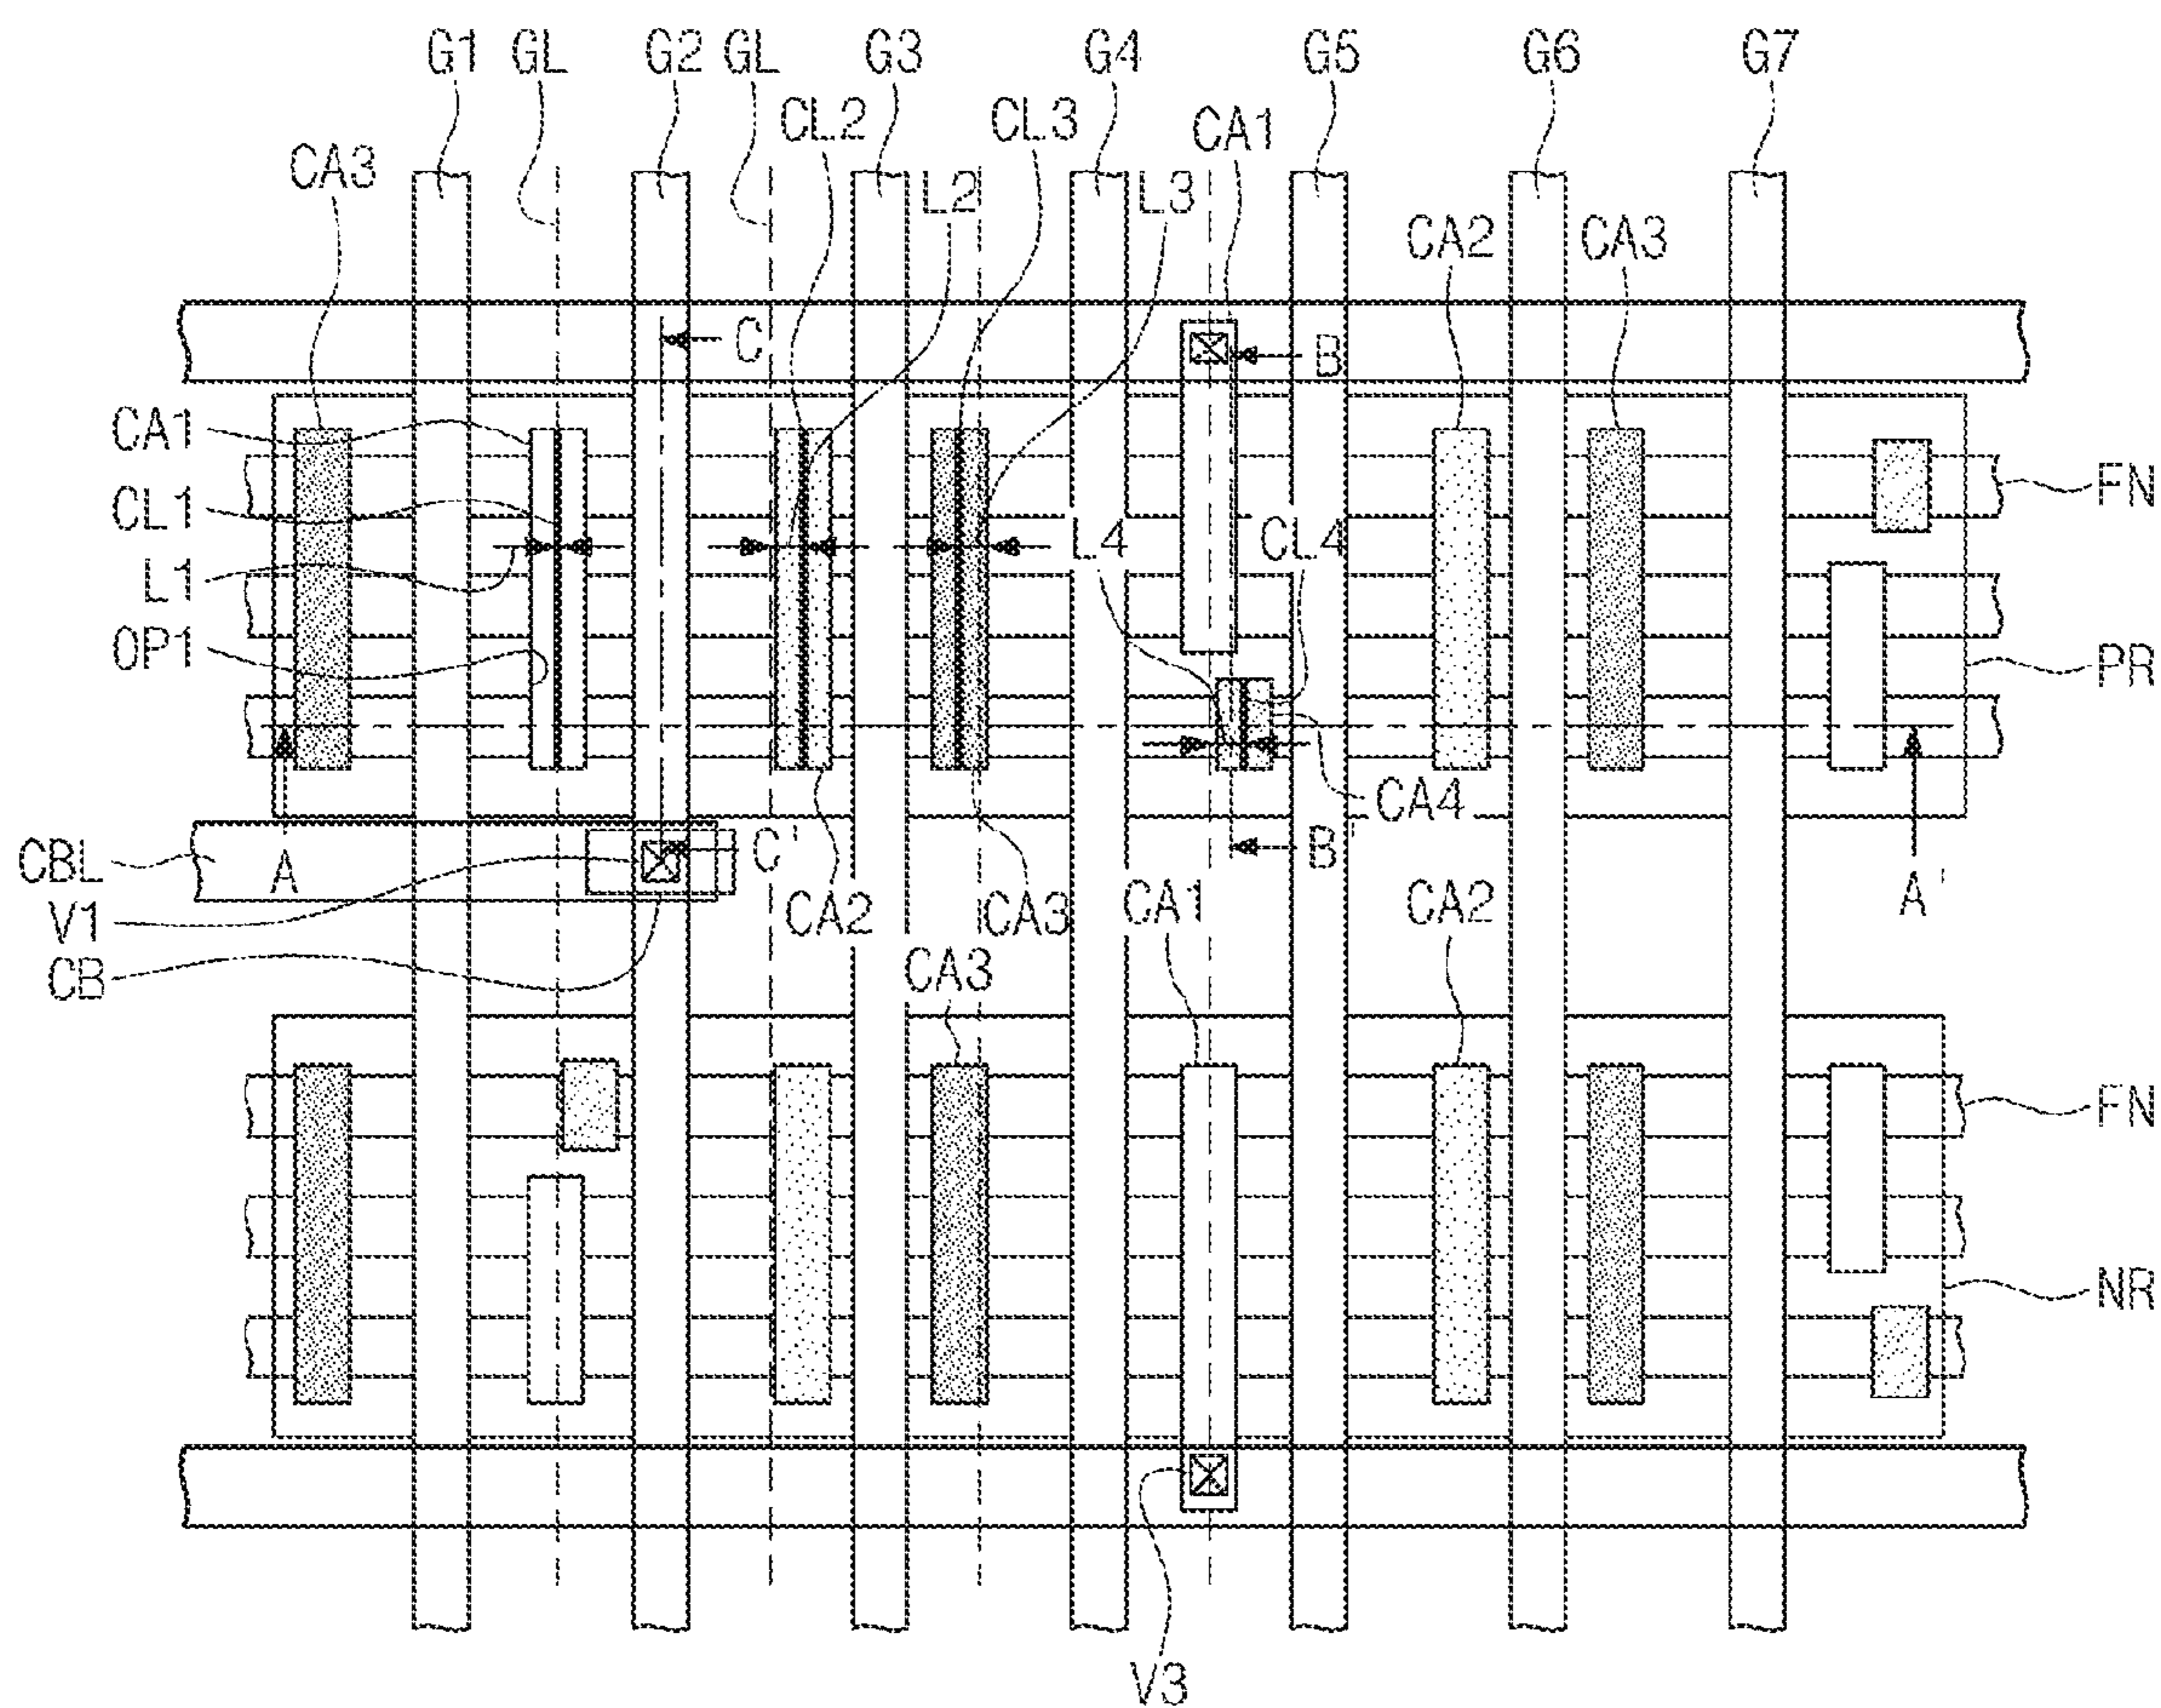 G1 GL G2 GL G3 G4 G5 G6 G7
CL2 CL3 CA1
CA3 L2 L3
CA2 CA3
C B
CA1
CL1 FN
L4 CL4
L1
OP1 PR
CA4
CBL A C' B' A'
V1 CA2 CA3 CA1 CA2
CB CA3
FN
NR
V3